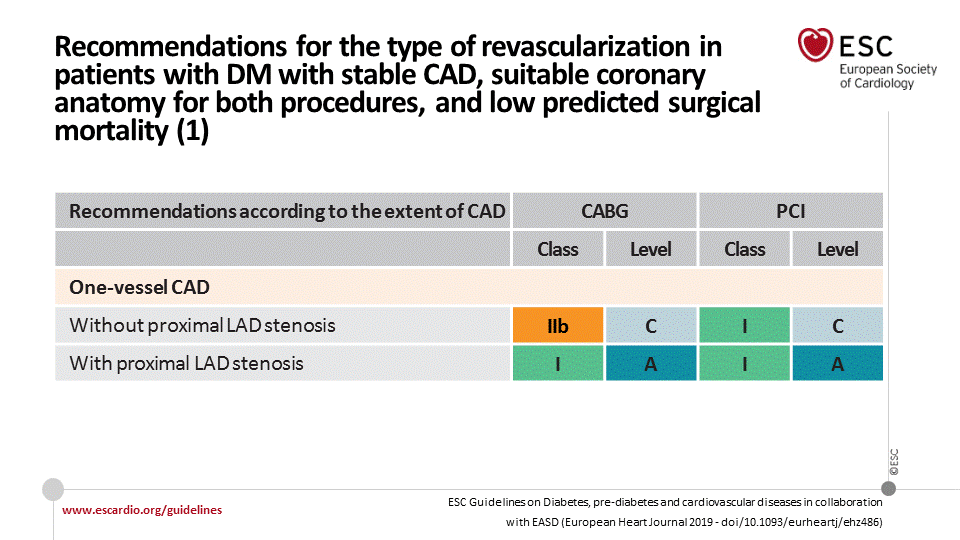 Recommendations for the type of revascularization in
patients with DM with stable CAD, suitable coronary
anatomy for both procedures, and low predicted surgical
mortality (1)
ESC
European Society
of Cardiology
Recommendations according to the extent of CAD CABG PCI
Class Level Class Level
One-vessel CAD
Without proximal LAD stenosis IIb C I C
With proximal LAD stenosis I A I A
©ESC
www.escardio.org/guidelines
ESC Guidelines on Diabetes, pre-diabetes and cardiovascular diseases in collaboration
with EASD (European Heart Journal 2019 - doi/10.1093/eurheartj/ehz486)